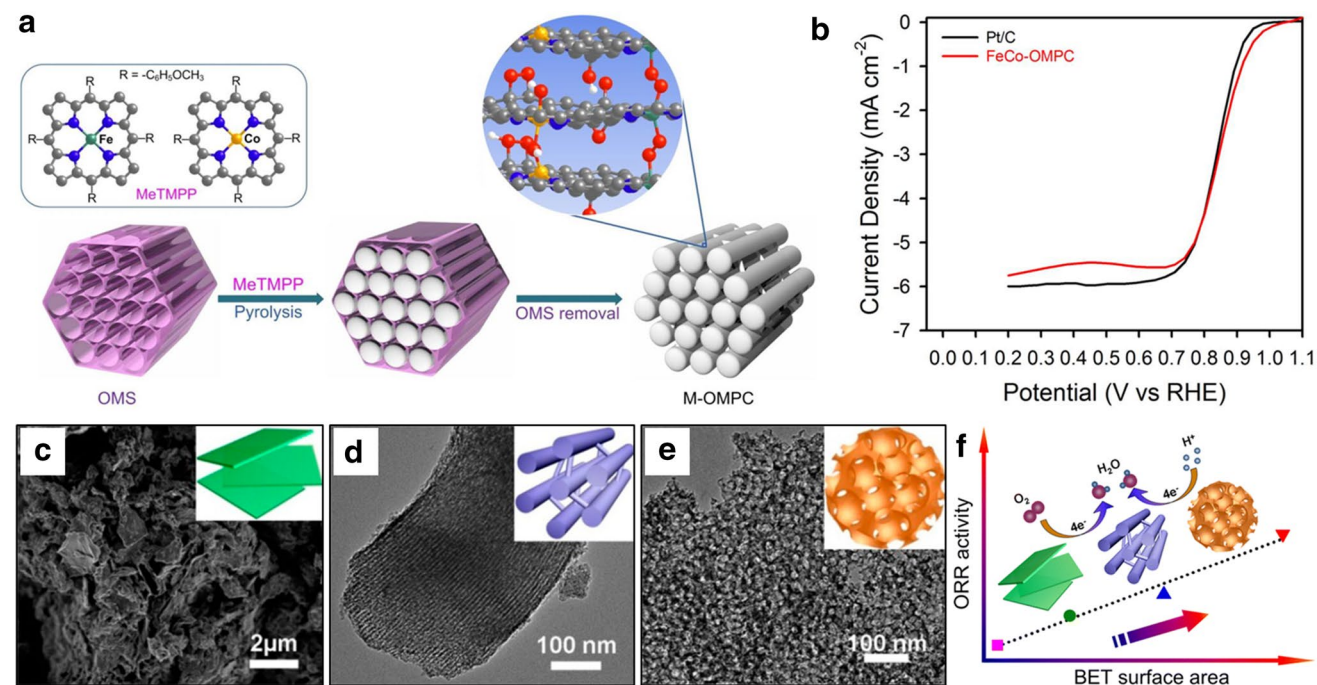 a
R = -C₆H₅OCH₃
R
R
R
Fe
R
R
Co
R
R
R
MeTMPP
MeTMPP
Pyrolysis
OMS removal
OMS
M-OMPC
b
Current Density (mA cm⁻²)
0
-1
-2
-3
-4
-5
-6
-7
Pt/C
FeCo-OMPC
0.0 0.1 0.2 0.3 0.4 0.5 0.6 0.7 0.8 0.9 1.0 1.1
Potential (V vs RHE)
c
2μm
d
100 nm
e
100 nm
f
ORR activity
O₂
4e⁻
H₂O
4e⁻
H⁺
BET surface area